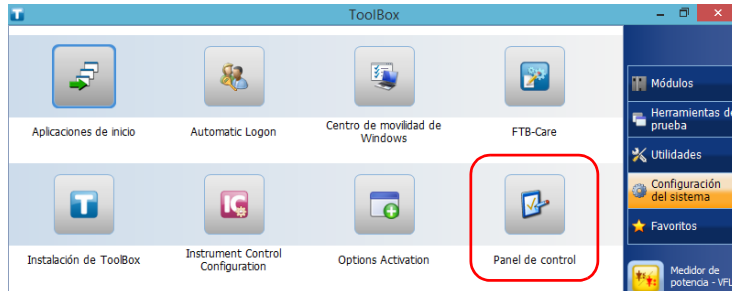 ToolBox
Aplicaciones de inicio
Automatic Logon
Centro de movilidad de
Windows
FTB-Care
Instalación de ToolBox
Instrument Control
Configuration
Options Activation
Panel de control
Módulos
Herramientas de
prueba
Utilidades
Configuración
del sistema
Favoritos
Medidor de
potencia - VFL